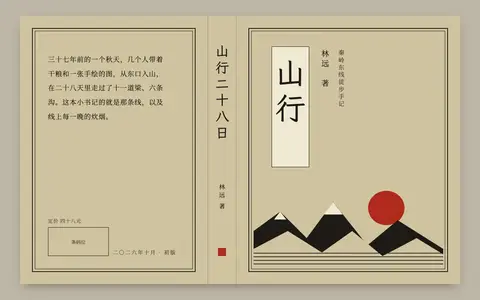 三十七年前的一个秋天，几个人带着
干粮和一张手绘的图，从东口入山，
在二十八天里走过了十一道梁、六条
沟。这本小书记的就是那条线，以及
线上每一晚的炊烟。
定价 四十八元
条码位
二〇二六年十月 · 初版
山行二十八日
林远 著
山行
林远 著
秦岭东线徒步手记